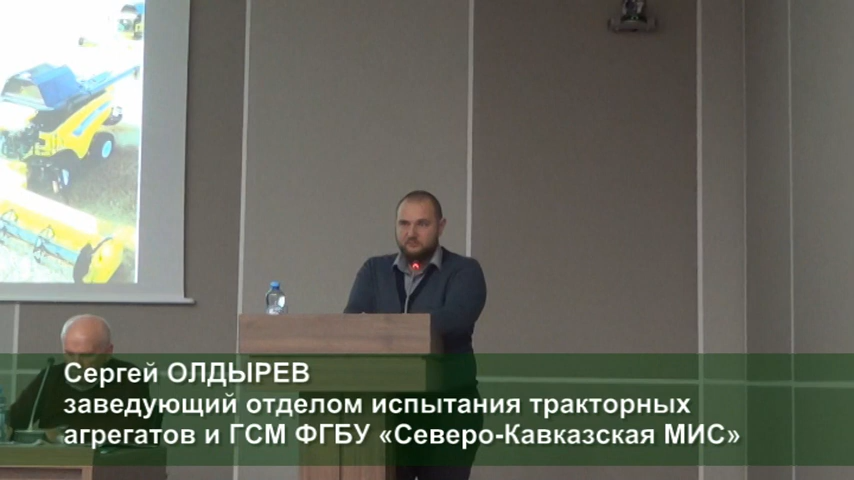 Сергей ОЛДЫРЕВ
заведующий отделом испытания тракторных
агрегатов и ГСМ ФГБУ «Северо-Кавказская МИС»